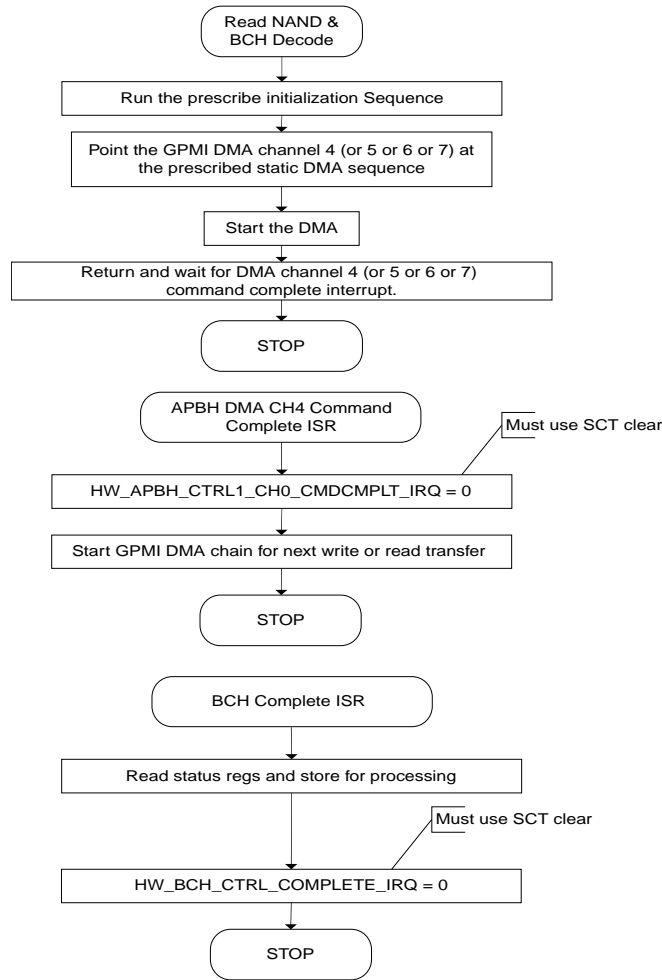 Read NAND &
BCH Decode
Run the prescribe initialization Sequence
Point the GPMI DMA channel 4 (or 5 or 6 or 7) at
the prescribed static DMA sequence
Start the DMA
Return and wait for DMA channel 4 (or 5 or 6 or 7)
command complete interrupt.
STOP
APBH DMA CH4 Command
Complete ISR
Must use SCT clear
HW_APBH_CTRL1_CH0_CMDCMPLT_IRQ = 0
Start GPMI DMA chain for next write or read transfer
STOP
BCH Complete ISR
Read status regs and store for processing
Must use SCT clear
HW_BCH_CTRL_COMPLETE_IRQ = 0
STOP